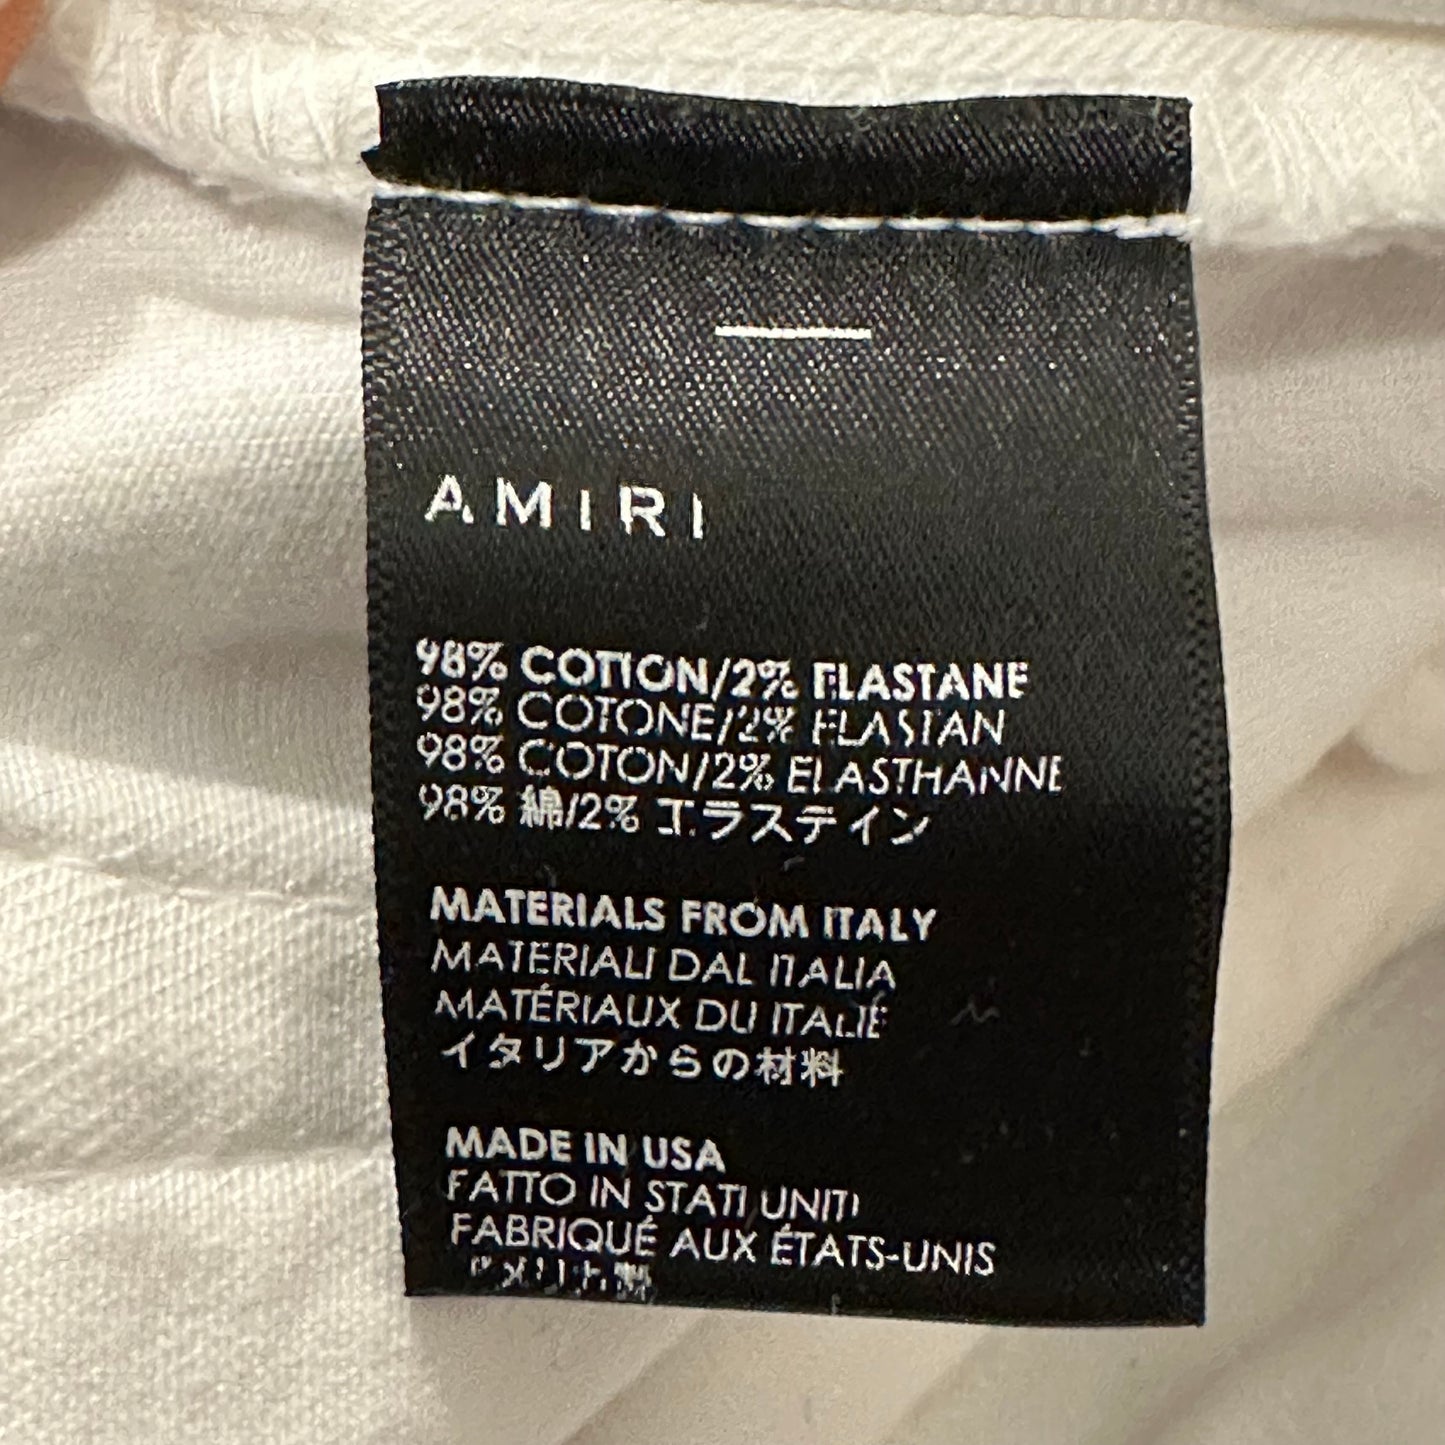 AMIRI
98% COTTON/2% ELASTANE
98% COTONE/2% ELASTAN
98% COTON/2% ELASTHANNE
98% 綿/2% エラステイン
MATERIALS FROM ITALY
MATERIALI DAL ITALIA
MATÉRIAUX DU ITALIE
イタリアからの材料
MADE IN USA
FATTO IN STATI UNITI
FABRIQUÉ AUX ÉTATS-UNIS